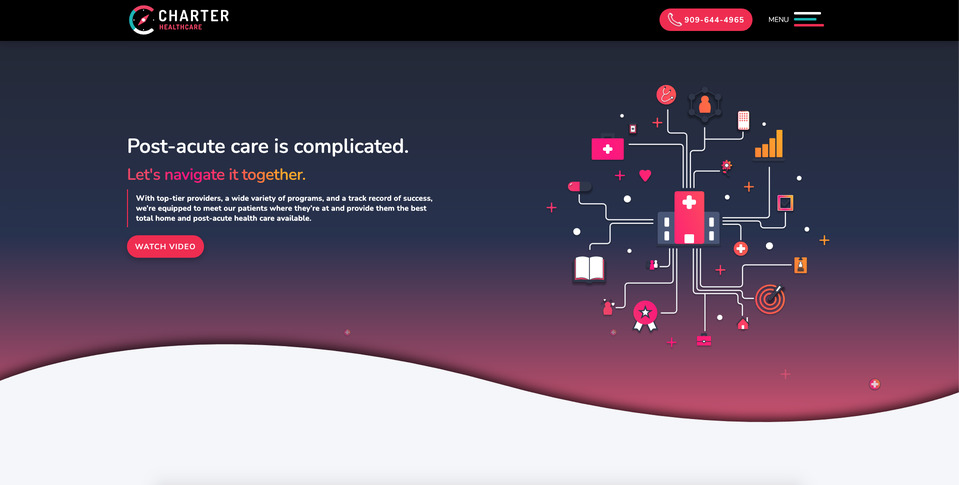 CHARTER
HEALTHCARE
909-644-4965
MENU
Post-acute care is complicated.
Let's navigate it together.
With top-tier providers, a wide variety of programs, and a track record of success,
we're equipped to meet our patients where they're at and provide them the best
total home and post-acute health care available.
WATCH VIDEO